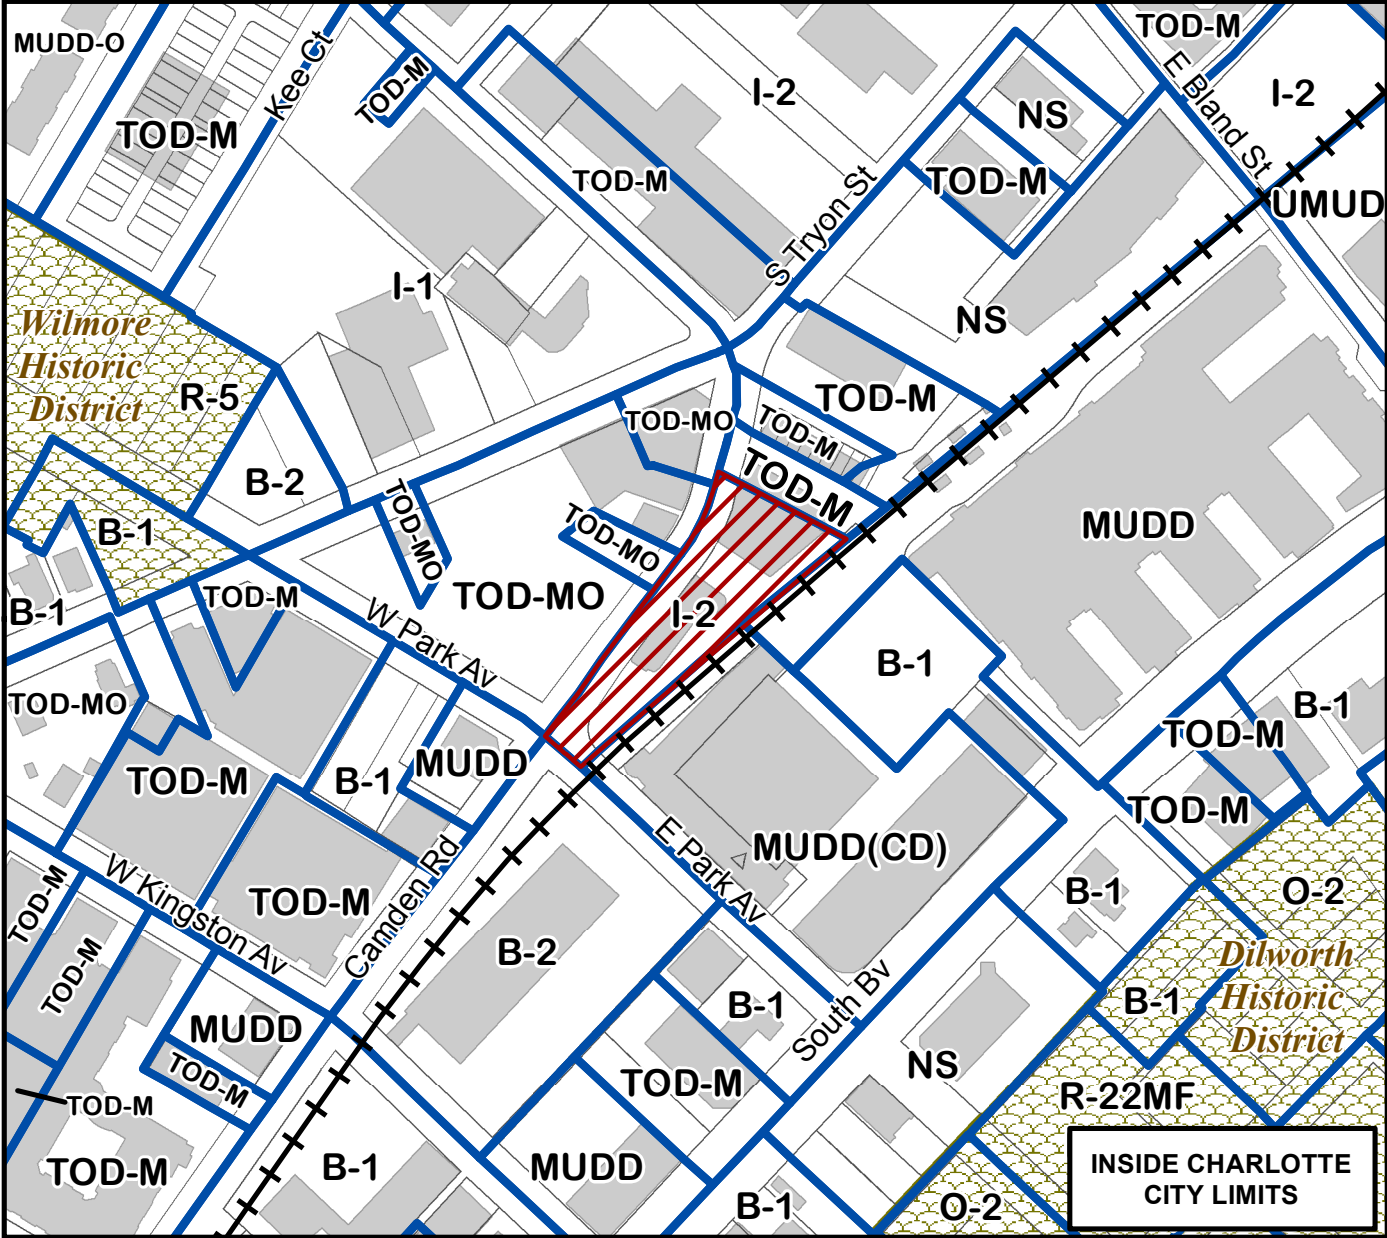 TOD-M
MUDD-O
E Bland St
Kee Ct
TOD-M
I-2
I-2
NS
TOD-M
TOD-M
TOD-M
UMUD
S Tryon St
I-1
NS
Wilmore
Historic
District
R-5
TOD-M
TOD-MO
TOD-M
B-2
TOD-M
TOD-MO
B-1
TOD-MO
MUDD
TOD-M
TOD-MO
B-1
I-2
W Park Av
B-1
TOD-MO
B-1
TOD-M
MUDD
TOD-M
B-1
TOD-M
E Park Av
MUDD(CD)
W Kingston Av
TOD-M
TOD-M
Camden Rd
B-1
O-2
B-2
Dilworth
Historic
District
TOD-M
B-1
B-1
South Bv
MUDD
NS
TOD-M
TOD-M
R-22MF
TOD-M
TOD-M
B-1
MUDD
INSIDE CHARLOTTE
CITY LIMITS
B-1
O-2